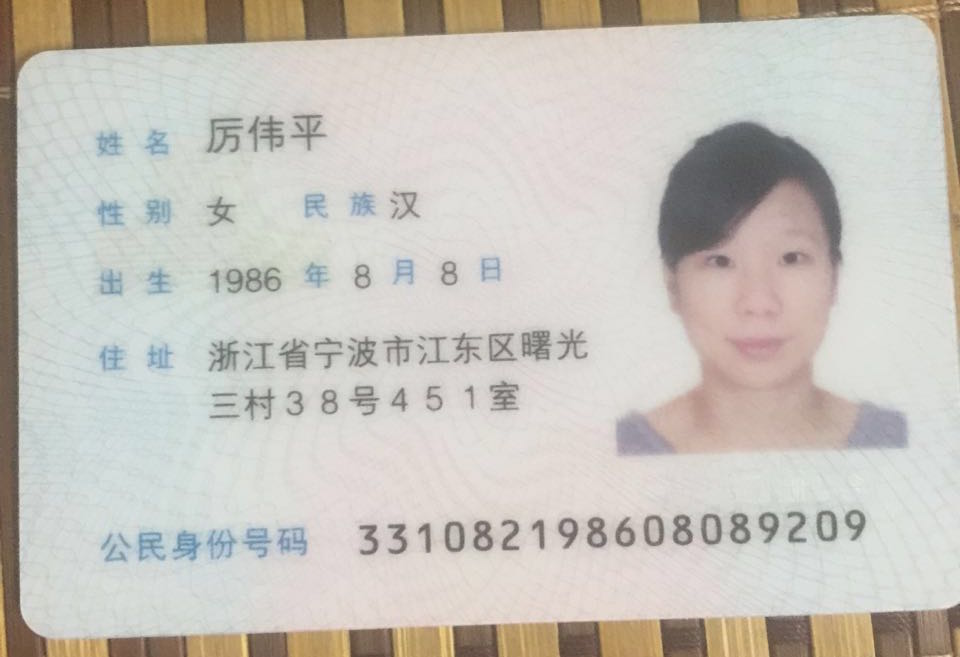 姓名 厉伟平
性别 女 民族 汉
出生 1986 年 8 月 8 日
住址 浙江省宁波市江东区曙光
三村38号451室
公民身份号码 331082198608089209